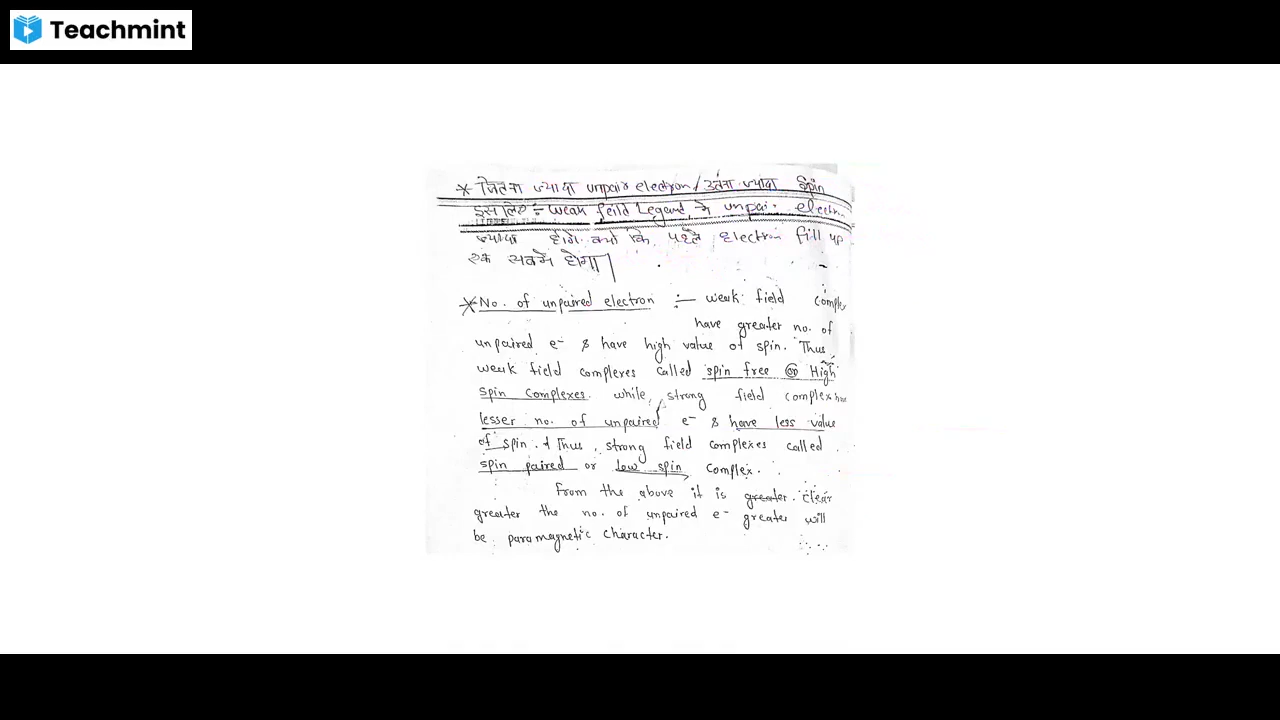 Teachmint
* जितना ज्यादा unpair electron / उतना ज्यादा Spin
इसलिए :- Weak feild Legend में unpair electron
ज्यादा होंगे क्यों कि पहले electron fill up
एक सबमे होगा।
* No. of unpaired electron :- weak field complex
have greater no. of
unpaired e- & have high value of spin. Thus
weak field complexes called spin free or High
spin complexes. while, strong field complex have
lesser no. of unpaired e- & have less value
of spin. & Thus, strong field complexes called
spin paired or low spin complex.
From the above it is greater clear
greater the no. of unpaired e- greater will
be paramagnetic character.